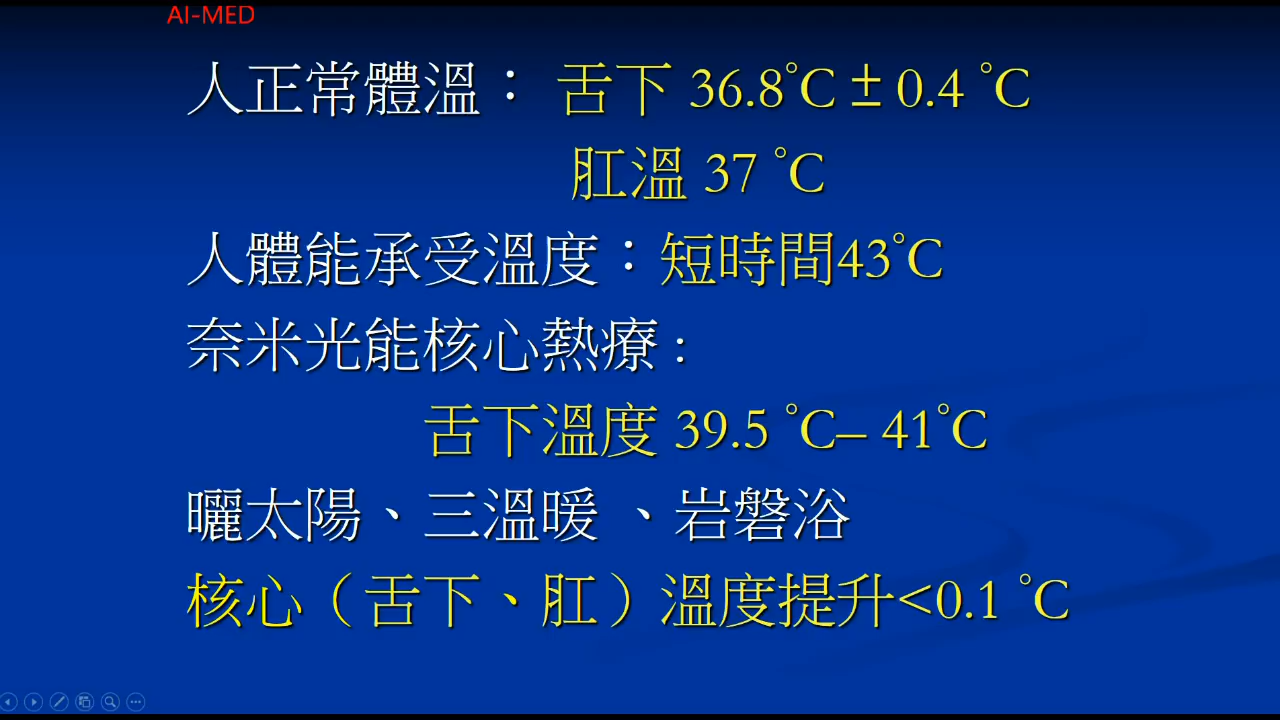 AI-MED
人正常體溫： 舌下 36.8°C ± 0.4 °C
肛溫 37 °C
人體能承受溫度：短時間43°C
奈米光能核心熱療 :
舌下溫度 39.5 °C– 41°C
曬太陽、三溫暖 、岩磐浴
核心（舌下、肛）溫度提升<0.1 °C